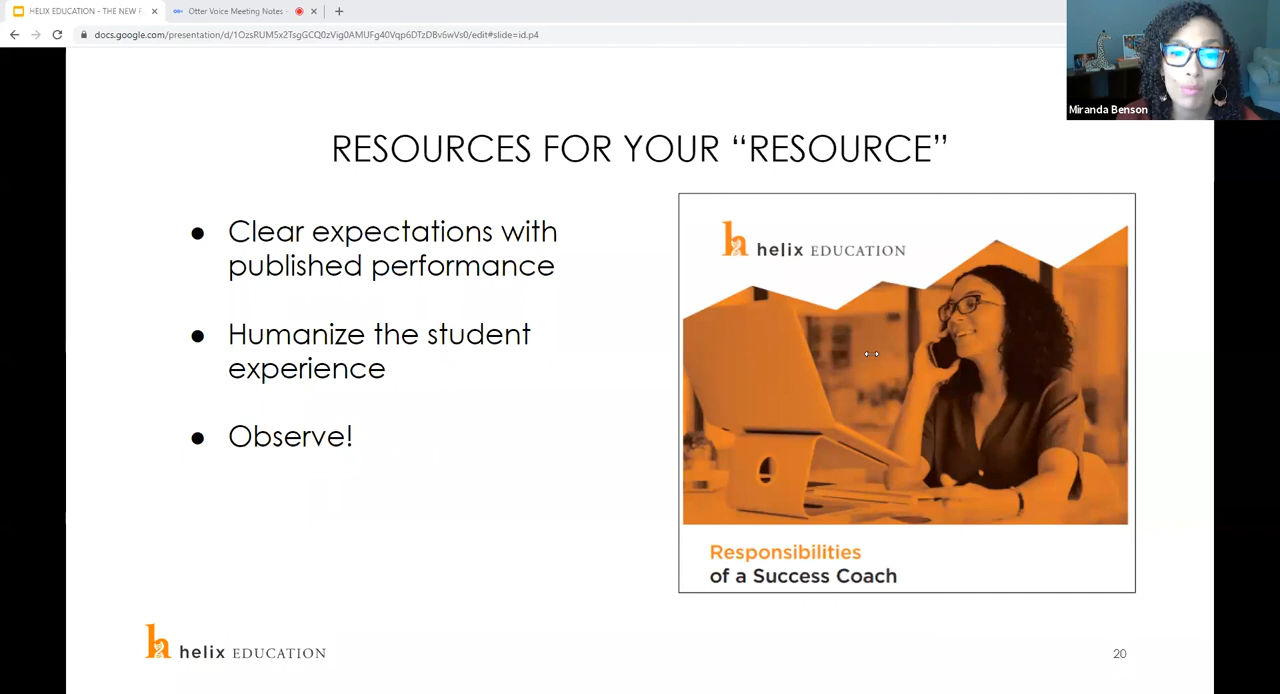 HELIX EDUCATION - THE NEW F
Otter Voice Meeting Notes -
docs.google.com/presentation/d/1OzsRUM5x2TsgGCQ0zVig0AMUFg40Vqp6DTzDBv6wVs0/edit#slide=id.p4
Miranda Benson
RESOURCES FOR YOUR “RESOURCE”
● Clear expectations with
published performance
● Humanize the student
experience
● Observe!
helix EDUCATION
Responsibilities
of a Success Coach
helix EDUCATION
20